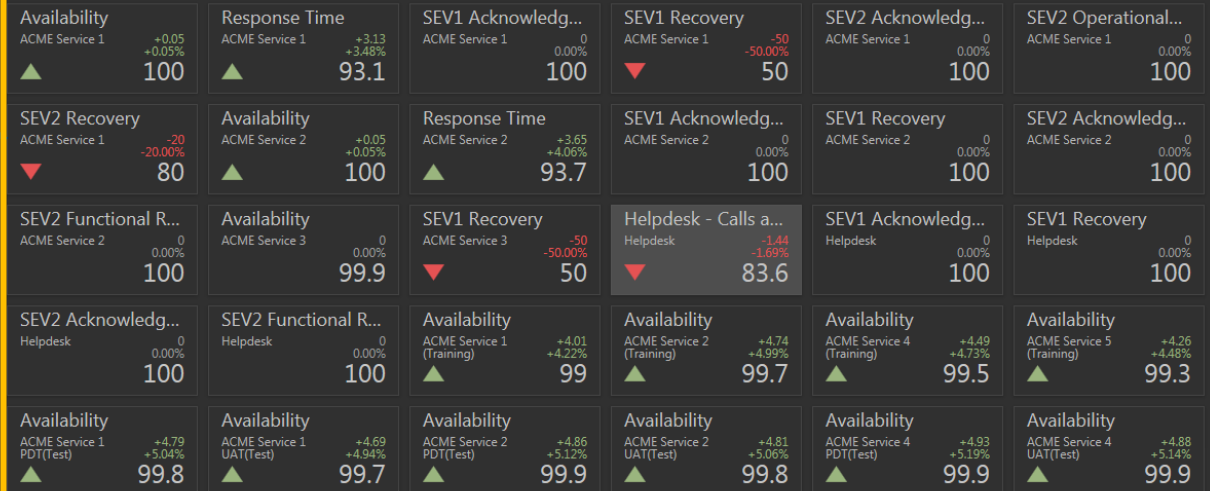 Availability
ACME Service 1
+0.05
+0.05%
100
Response Time
ACME Service 1
+3.13
+3.48%
93.1
SEV1 Acknowledg...
ACME Service 1
0
0.00%
100
SEV1 Recovery
ACME Service 1
-50
-50.00%
50
SEV2 Acknowledg...
ACME Service 1
0
0.00%
100
SEV2 Operational...
ACME Service 1
0
0.00%
100
SEV2 Recovery
ACME Service 1
-20
-20.00%
80
Availability
ACME Service 2
+0.05
+0.05%
100
Response Time
ACME Service 2
+3.65
+4.06%
93.7
SEV1 Acknowledg...
ACME Service 2
0
0.00%
100
SEV1 Recovery
ACME Service 2
0
0.00%
100
SEV2 Acknowledg...
ACME Service 2
0
0.00%
100
SEV2 Functional R...
ACME Service 2
0
0.00%
100
Availability
ACME Service 3
0
0.00%
99.9
SEV1 Recovery
ACME Service 3
-50
-50.00%
50
Helpdesk - Calls a...
Helpdesk
-1.44
-1.69%
83.6
SEV1 Acknowledg...
Helpdesk
0
0.00%
100
SEV1 Recovery
Helpdesk
0
0.00%
100
SEV2 Acknowledg...
Helpdesk
0
0.00%
100
SEV2 Functional R...
Helpdesk
0
0.00%
100
Availability
ACME Service 1
(Training)
+4.01
+4.22%
99
Availability
ACME Service 2
(Training)
+4.74
+4.99%
99.7
Availability
ACME Service 4
(Training)
+4.49
+4.73%
99.5
Availability
ACME Service 5
(Training)
+4.26
+4.48%
99.3
Availability
ACME Service 1
PDT(Test)
+4.79
+5.04%
99.8
Availability
ACME Service 1
UAT(Test)
+4.69
+4.94%
99.7
Availability
ACME Service 2
PDT(Test)
+4.86
+5.12%
99.9
Availability
ACME Service 2
UAT(Test)
+4.81
+5.06%
99.8
Availability
ACME Service 4
PDT(Test)
+4.93
+5.19%
99.9
Availability
ACME Service 4
UAT(Test)
+4.88
+5.14%
99.9